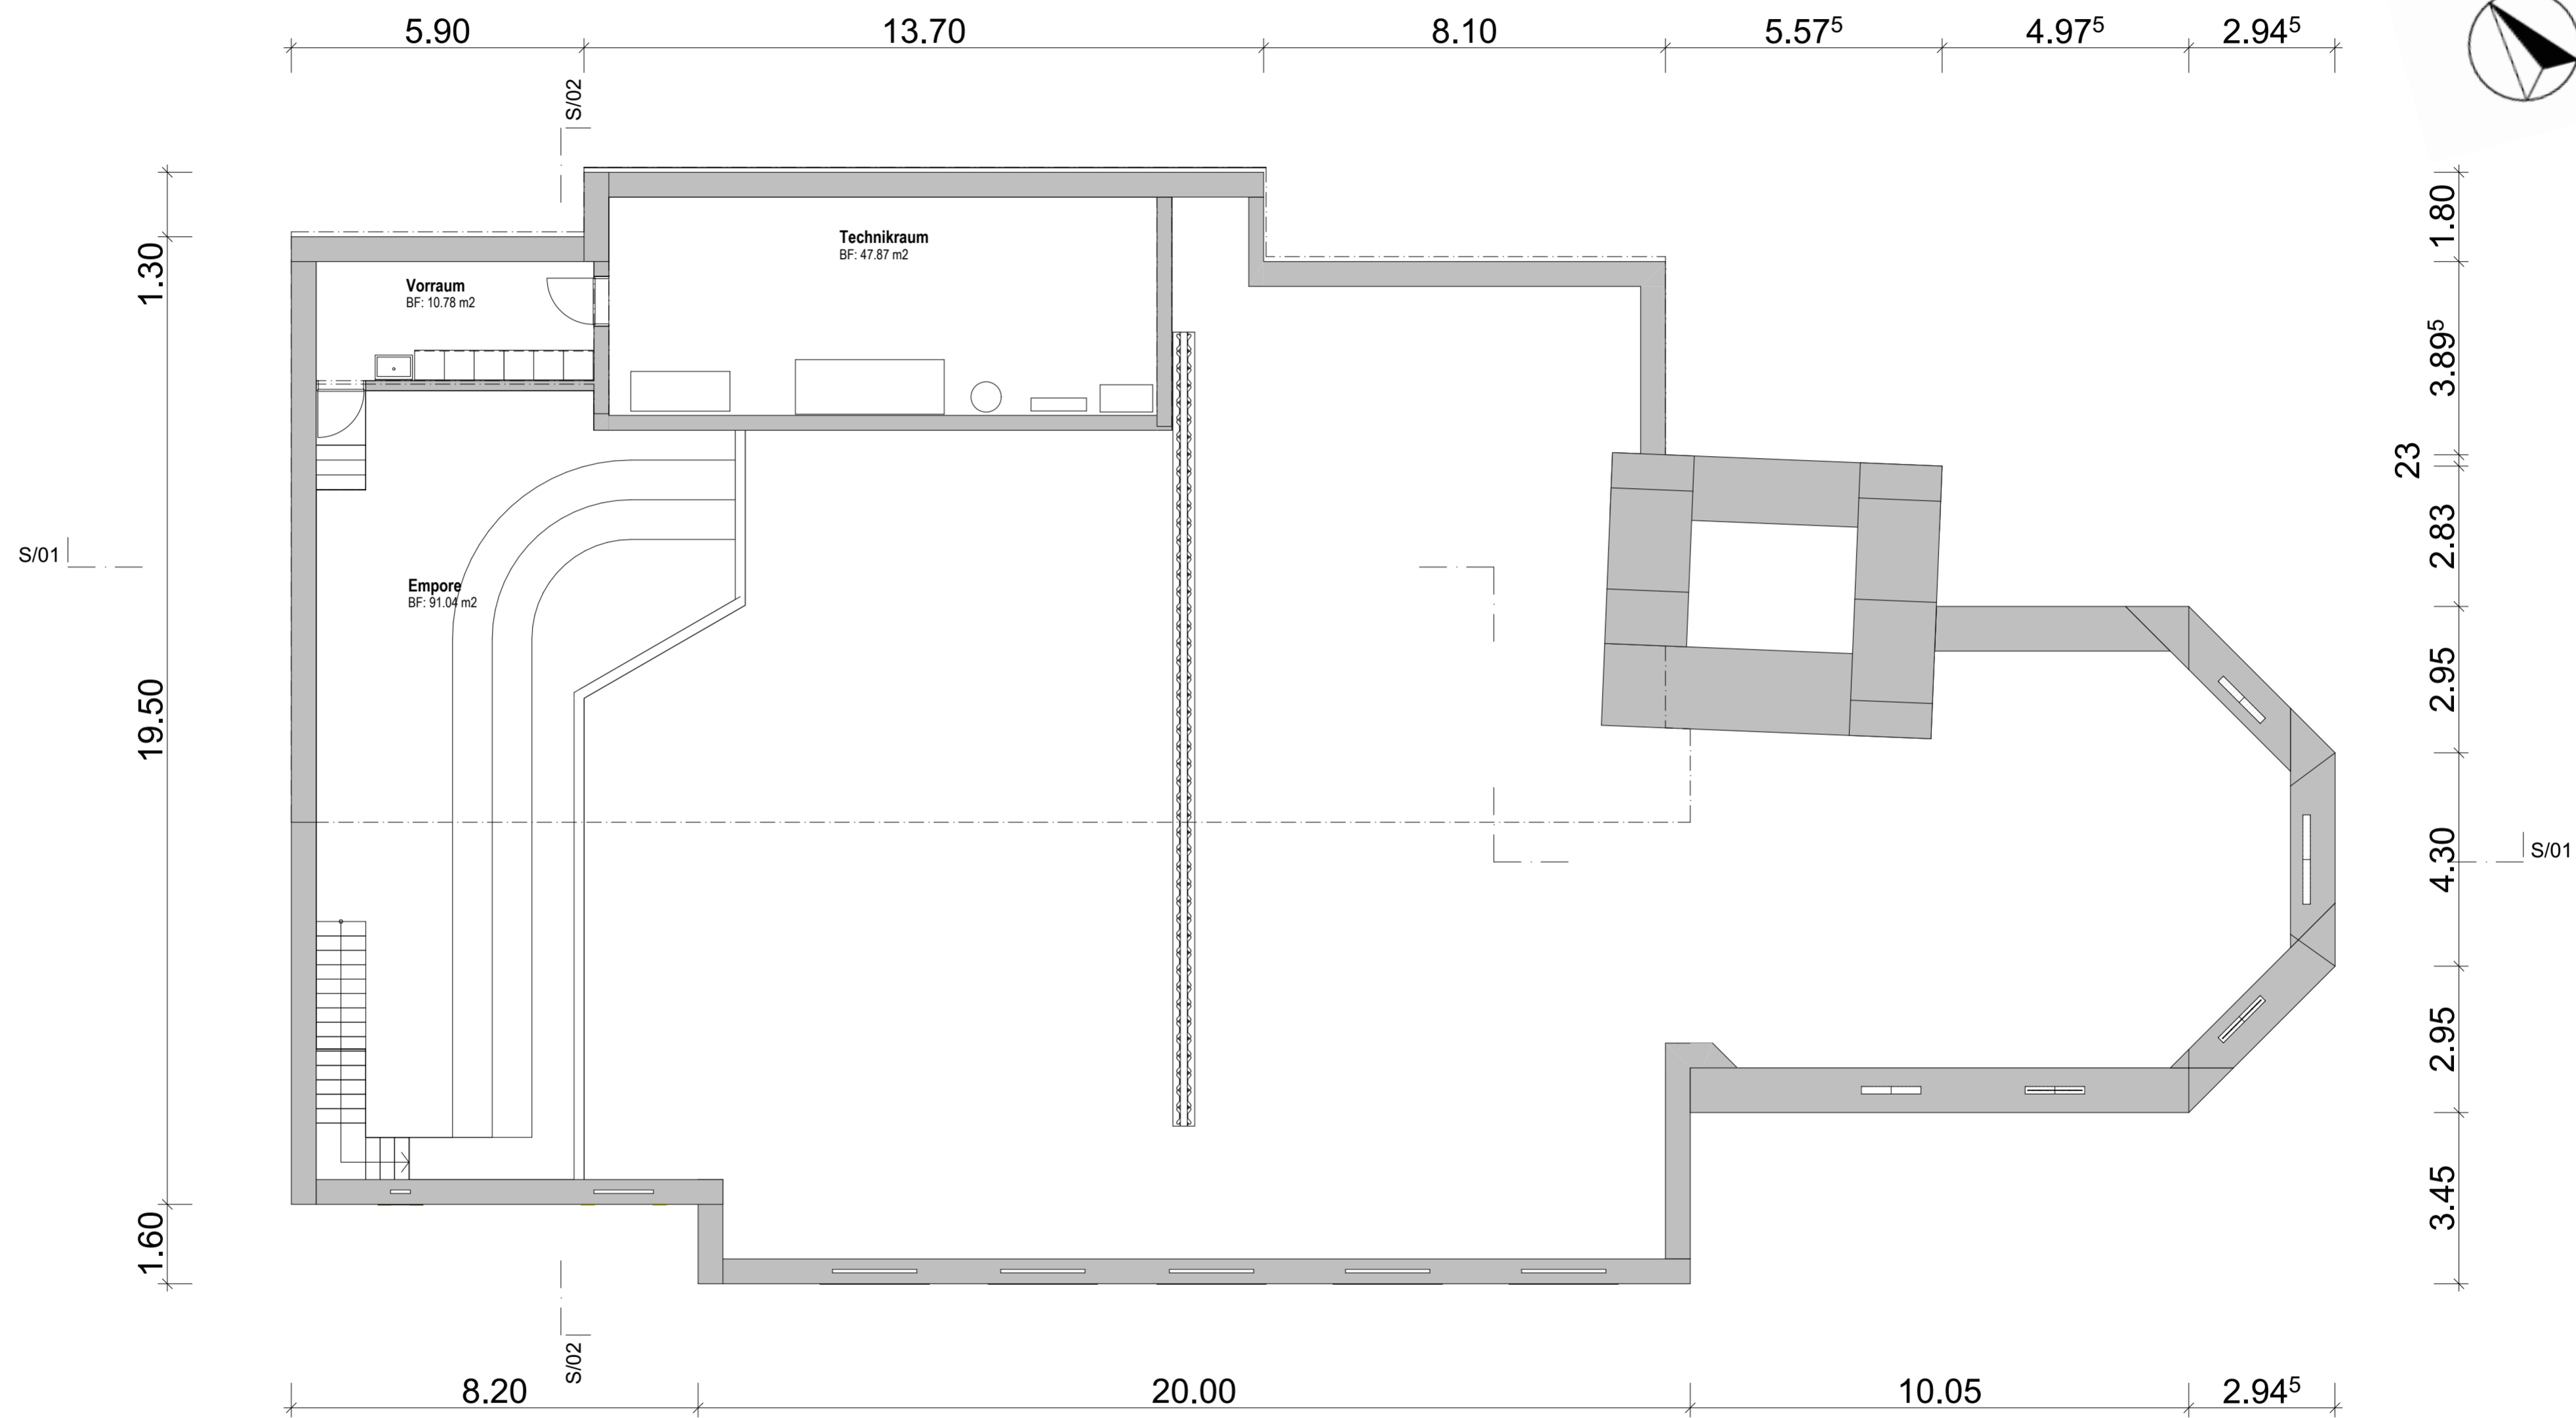 5.90 13.70 8.10 5.57⁵ 4.97⁵ 2.94⁵
S/02
1.30
1.80
Technikraum
BF: 47.87 m2
Vorraum
BF: 10.78 m2
3.89⁵
23
2.83
S/01
Empore
BF: 91.04 m2
19.50
2.95
4.30
S/01
2.95
3.45
1.60
S/02
8.20 20.00 10.05 2.94⁵